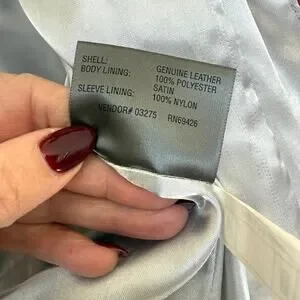 SHELL: GENUINE LEATHER
BODY LINING: 100% POLYESTER
SATIN
SLEEVE LINING: 100% NYLON
VENDOR# 03275 RN69426